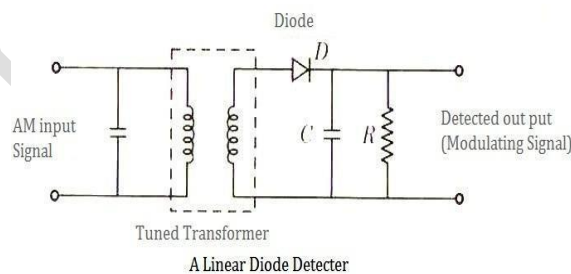 Diode
D
AM input
Signal
C
R
Detected out put
(Modulating Signal)
Tuned Transformer
A Linear Diode Detecter